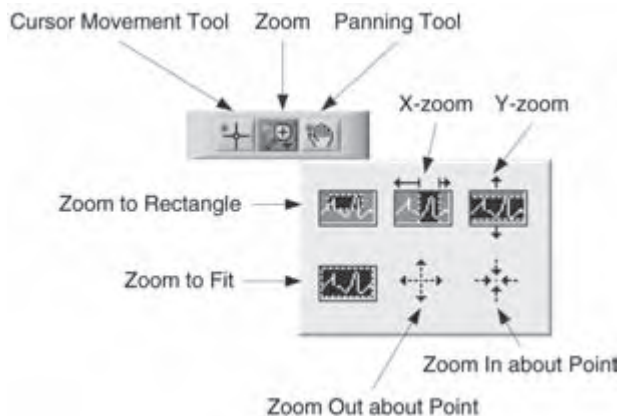 Cursor Movement Tool
Zoom
Panning Tool
X-zoom
Y-zoom
Zoom to Rectangle
Zoom to Fit
Zoom In about Point
Zoom Out about Point